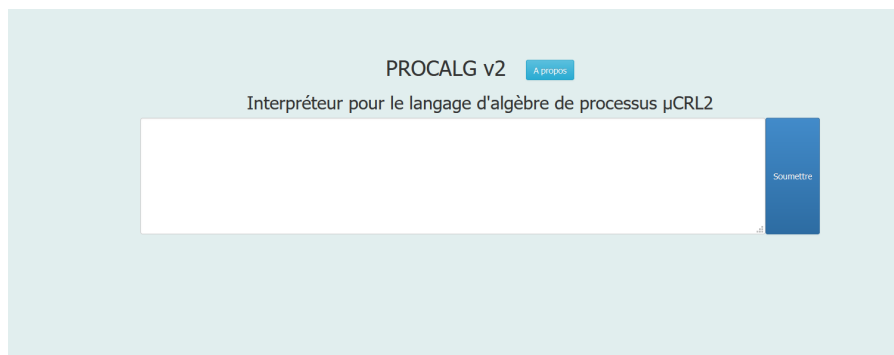 PROCALG v2 A propos
Interpréteur pour le langage d'algèbre de processus µCRL2
Soumettre